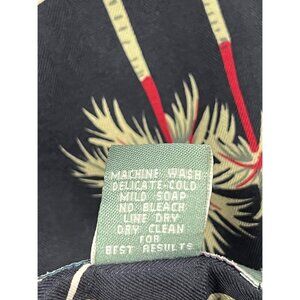 MACHINE WASH
DELICATE-COLD
MILD SOAP
NO BLEACH
LINE DRY
DRY CLEAN
FOR
BEST RESULTS